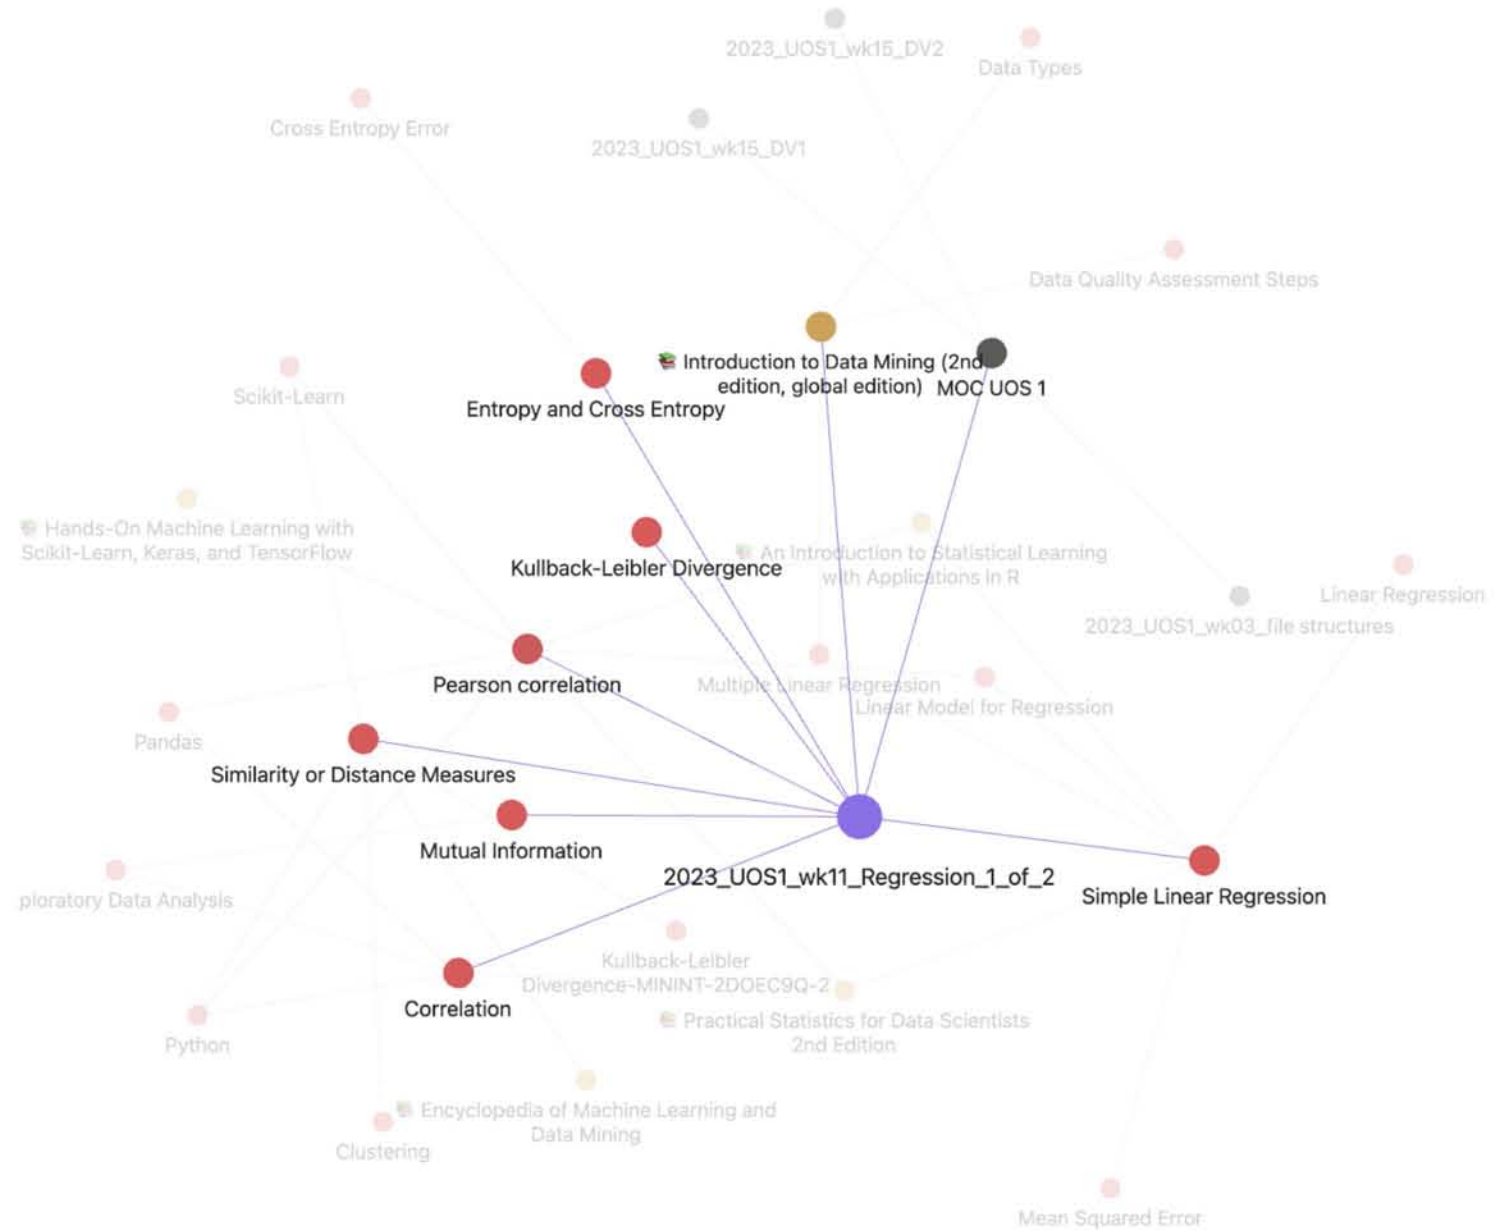 2023_UOS1_wk15_DV2
Data Types
Cross Entropy Error
2023_UOS1_wk15_DV1
Data Quality Assessment Steps
📚 Introduction to Data Mining (2nd
edition, global edition)
MOC UOS 1
Scikit-Learn
Entropy and Cross Entropy
📚 Hands-On Machine Learning with
Scikit-Learn, Keras, and TensorFlow
Kullback-Leibler Divergence
📚 An Introduction to Statistical Learning
with Applications in R
Linear Regression
2023_UOS1_wk03_file structures
Pearson correlation
Multiple Linear Regression
Linear Model for Regression
Pandas
Similarity or Distance Measures
Mutual Information
2023_UOS1_wk11_Regression_1_of_2
Simple Linear Regression
ploratory Data Analysis
Kullback-Leibler
Divergence-MININT-2DOEC9Q-2
Correlation
📚 Practical Statistics for Data Scientists
2nd Edition
Python
📚 Encyclopedia of Machine Learning and
Data Mining
Clustering
Mean Squared Error